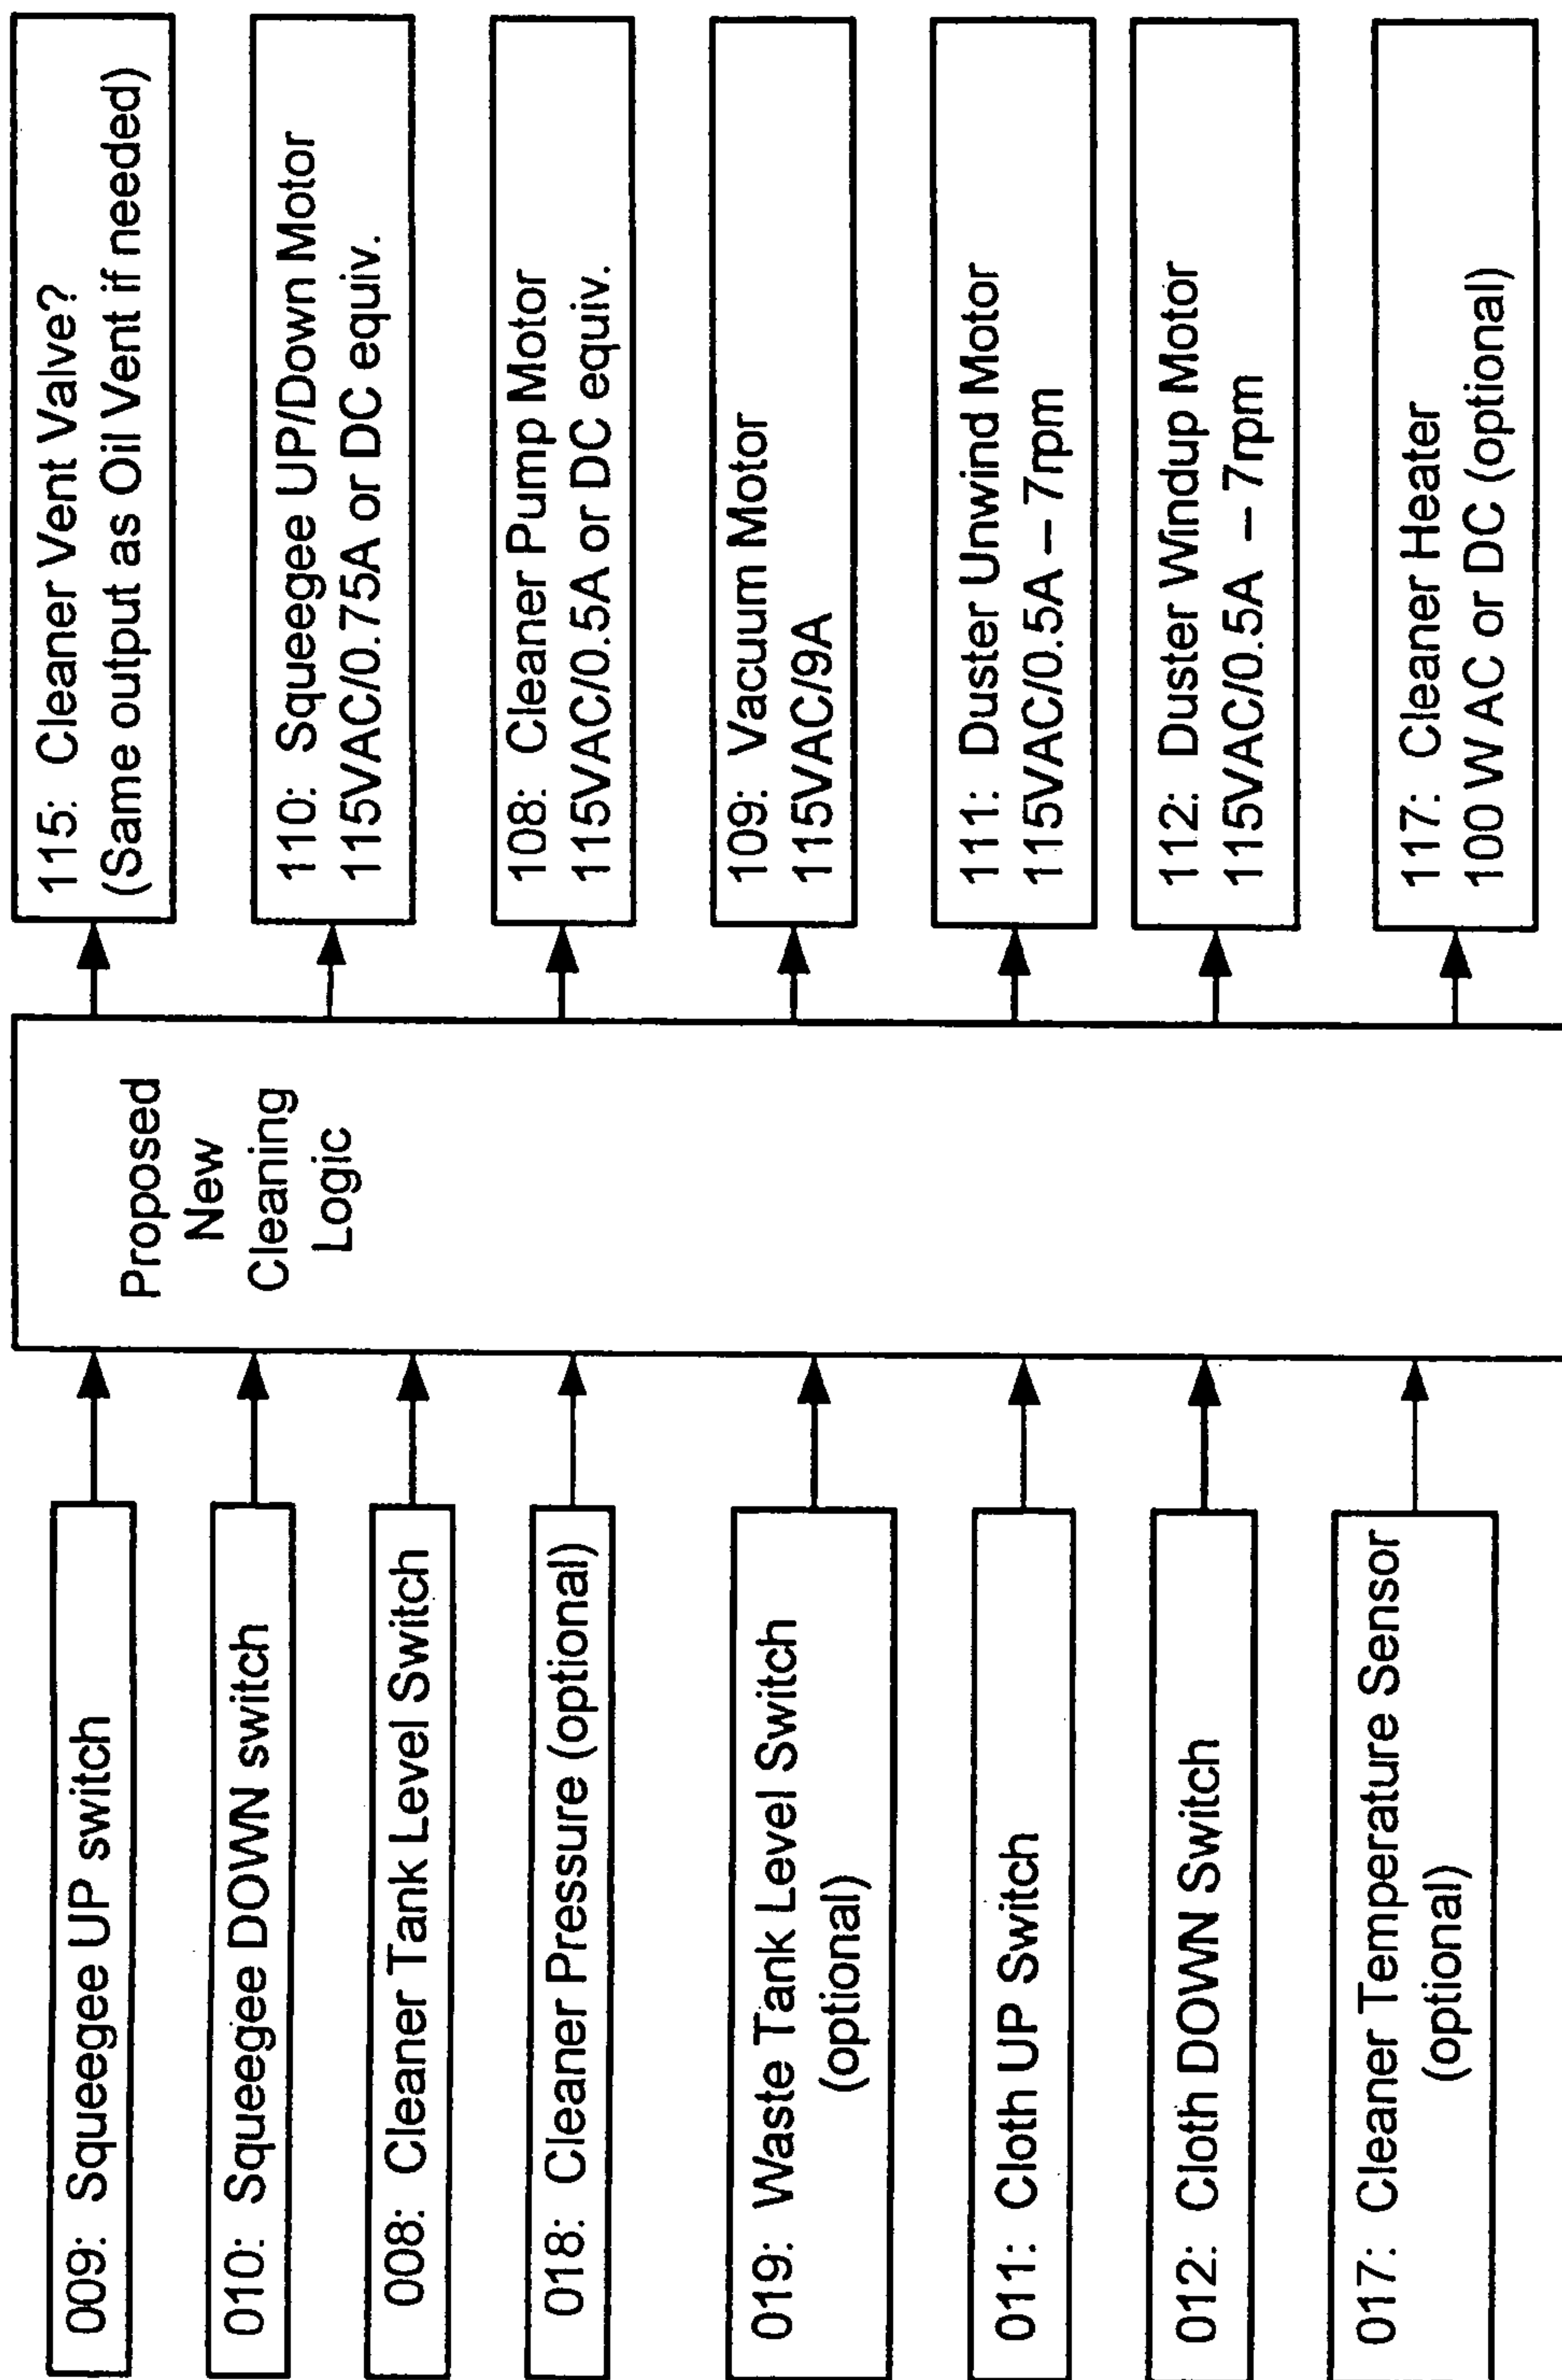 009: Squeegee UP switch
010: Squeegee DOWN switch
008: Cleaner Tank Level Switch
018: Cleaner Pressure (optional)
019: Waste Tank Level Switch
(optional)
011: Cloth UP Switch
012: Cloth DOWN Switch
017: Cleaner Temperature Sensor
(optional)
Proposed
New
Cleaning
Logic
115: Cleaner Vent Valve?
(Same output as Oil Vent if needed)
110: Squeegee UP/Down Motor
115VAC/0.75A or DC equiv.
108: Cleaner Pump Motor
115VAC/0.5A or DC equiv.
109: Vacuum Motor
115VAC/9A
111: Duster Unwind Motor
115VAC/0.5A – 7rpm
112: Duster Windup Motor
115VAC/0.5A – 7rpm
117: Cleaner Heater
100 W AC or DC (optional)